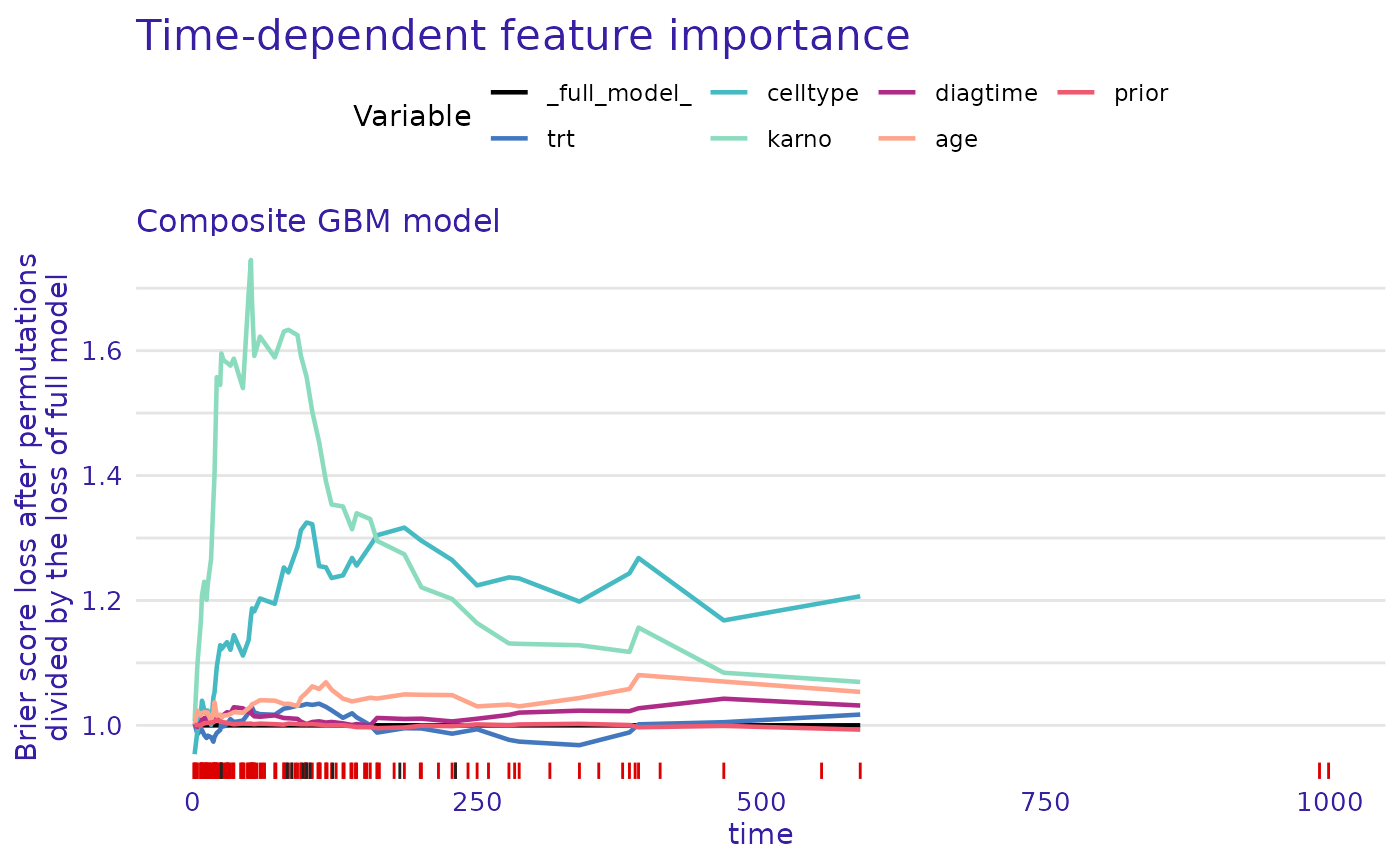 Time-dependent feature importance
Variable
_full_model_ celltype diagtime prior
trt karno age
Composite GBM model
Brier score loss after permutations
divided by the loss of full model
1.6
1.4
1.2
1.0
0 250 500 750 1000
time